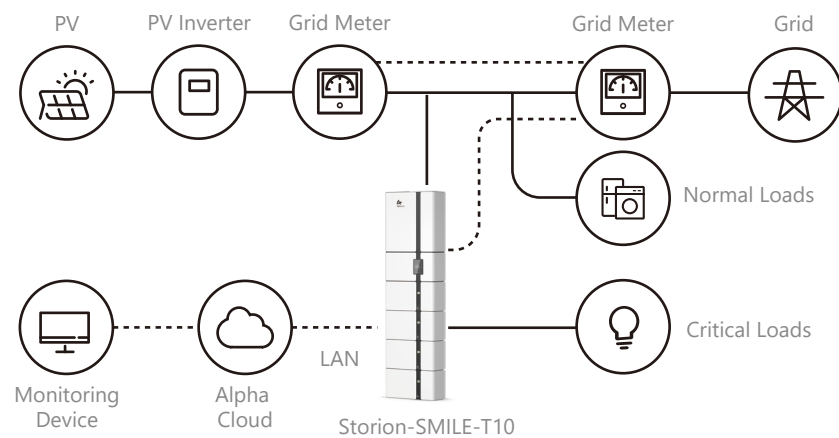 PV
PV Inverter
Grid Meter
Grid Meter
Grid
Normal Loads
Critical Loads
LAN
Monitoring
Device
Alpha
Cloud
Storion-SMILE-T10